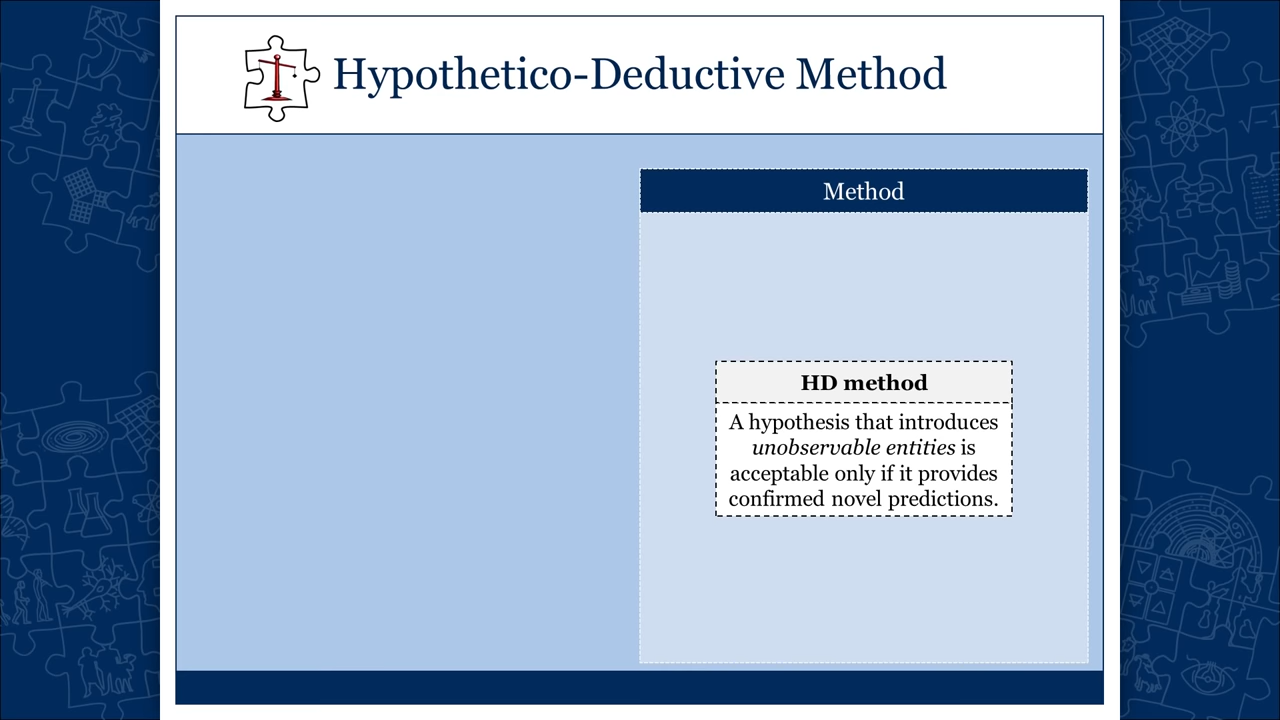 Hypothetico-Deductive Method
Method
HD method
A hypothesis that introduces
unobservable entities is
acceptable only if it provides
confirmed novel predictions.